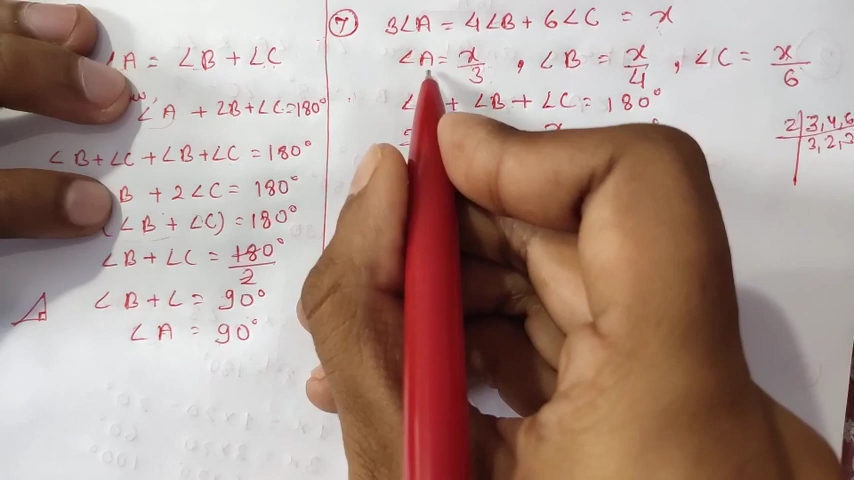 ∠A = ∠B + ∠C
∠A + ∠B + ∠C = 180°
∠B + ∠C + ∠B + ∠C = 180°
B + 2∠C = 180°
(∠B + ∠C) = 180°
∠B + ∠C = 180°/2
∠B + ∠ = 90°
∠A = 90°
7 3∠A = 4∠B + 6∠C = x
∠A = x/3 , ∠B = x/4 , ∠C = x/6
∠ + ∠B + ∠C = 180°
2 | 3, 4, 6
3, 2, 3